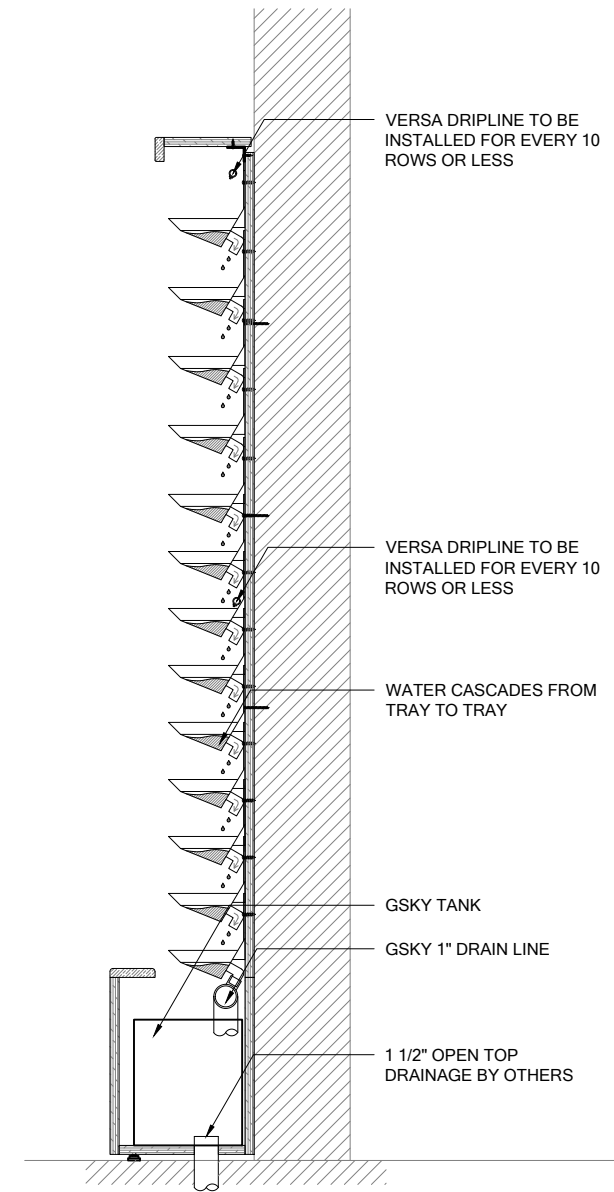 VERSA DRIPLINE TO BE
INSTALLED FOR EVERY 10
ROWS OR LESS
VERSA DRIPLINE TO BE
INSTALLED FOR EVERY 10
ROWS OR LESS
WATER CASCADES FROM
TRAY TO TRAY
GSKY TANK
GSKY 1" DRAIN LINE
1 1/2" OPEN TOP
DRAINAGE BY OTHERS